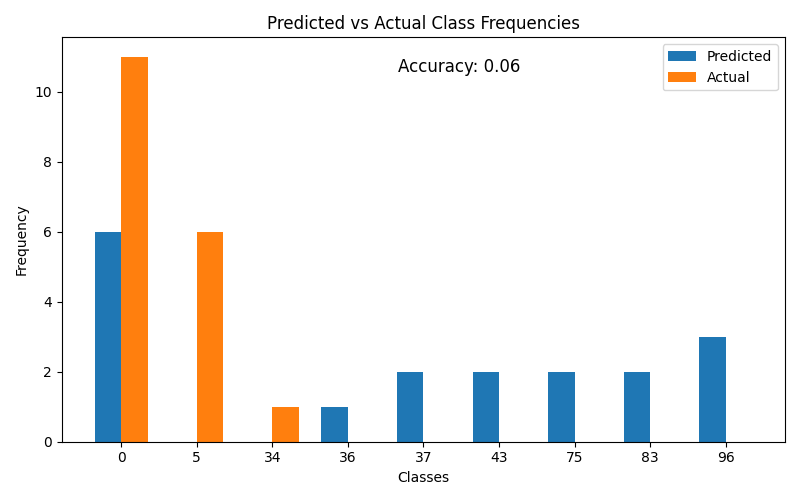 Predicted vs Actual Class Frequencies
Accuracy: 0.06
Predicted
Actual
Frequency
10
8
6
4
2
0
0 5 34 36 37 43 75 83 96
Classes